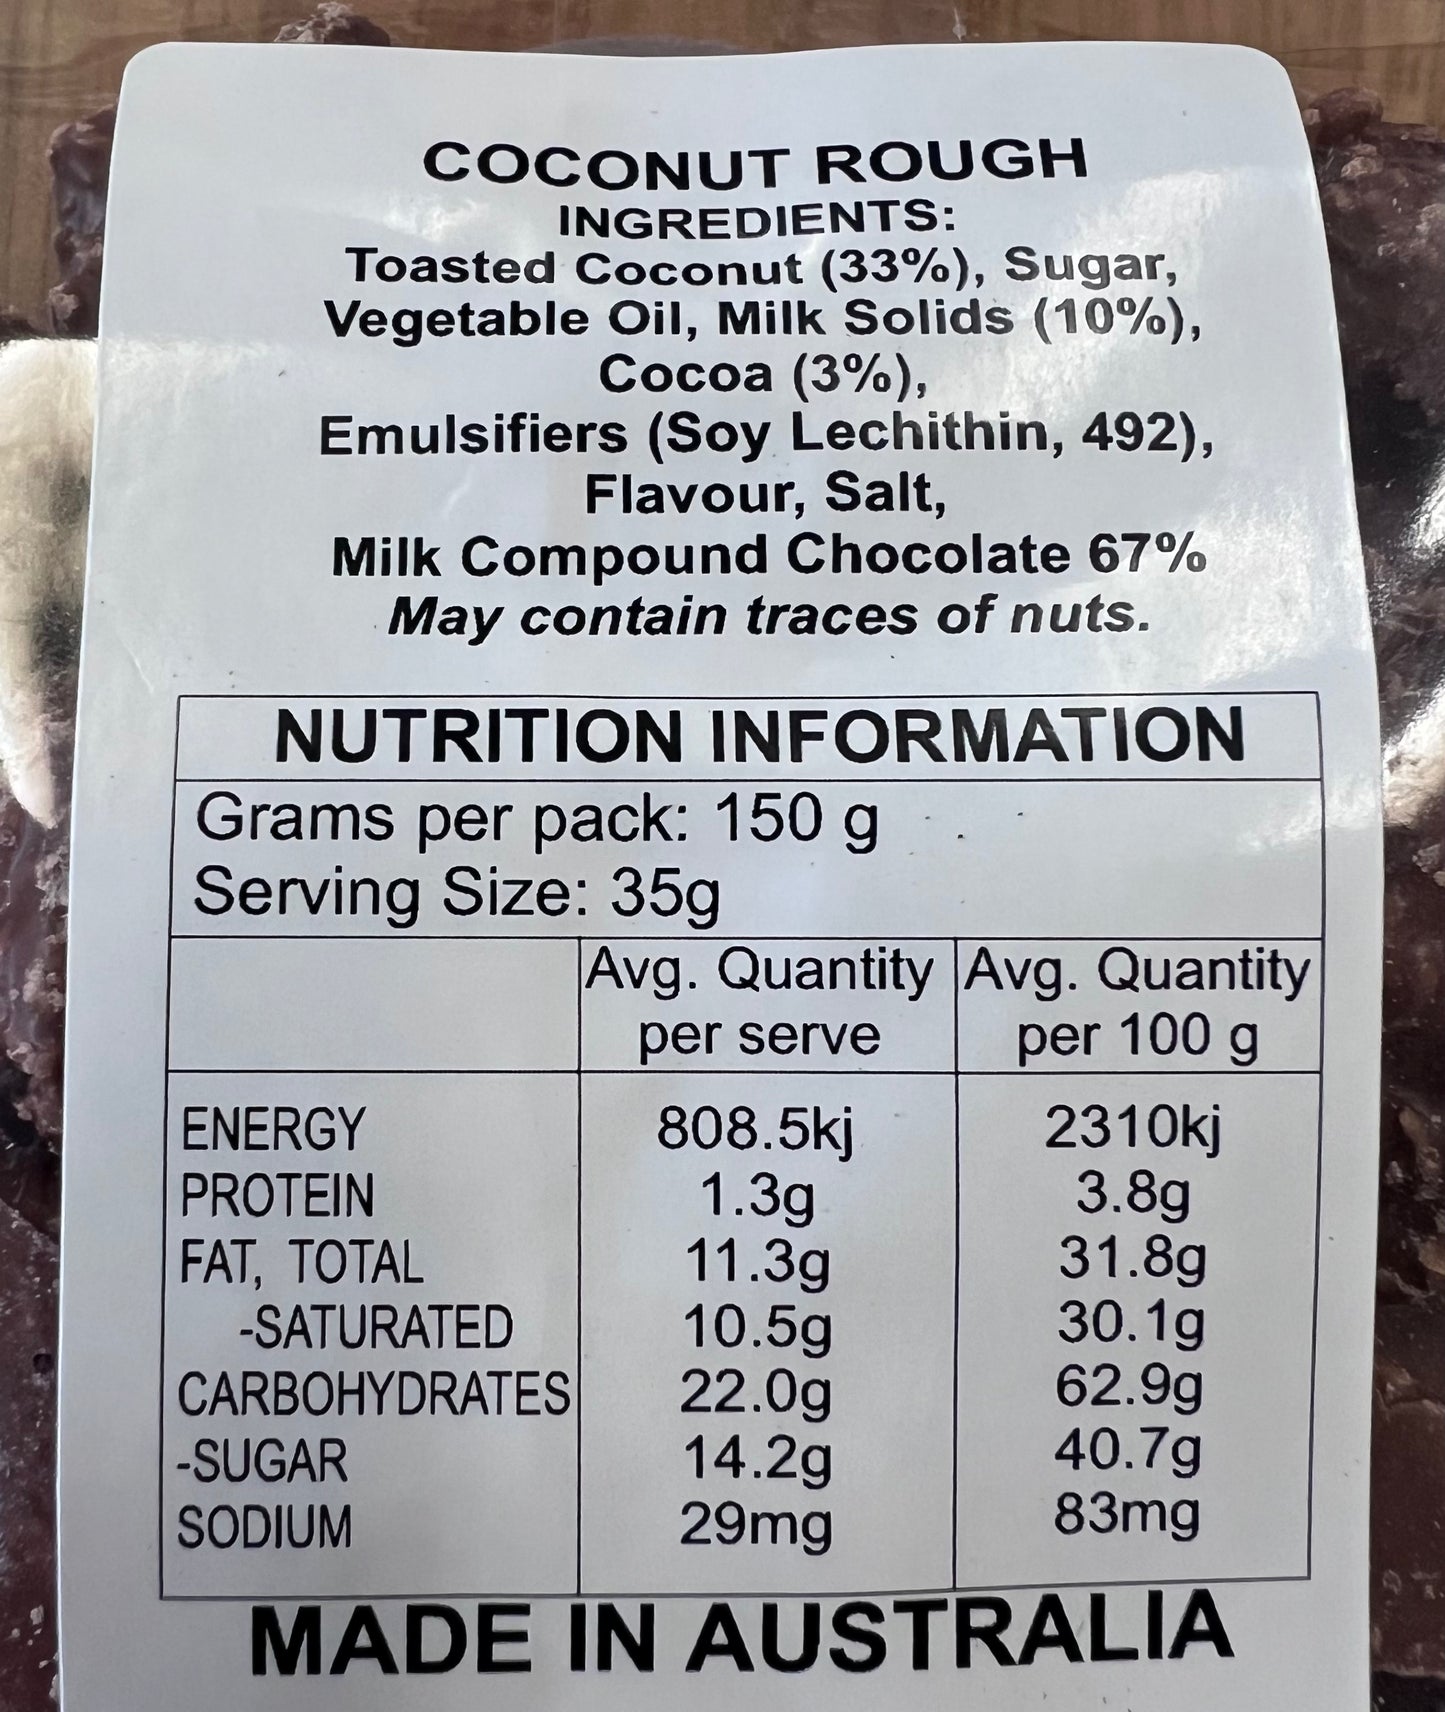 COCONUT ROUGH
INGREDIENTS:
Toasted Coconut (33%), Sugar,
Vegetable Oil, Milk Solids (10%),
Cocoa (3%),
Emulsifiers (Soy Lechithin, 492),
Flavour, Salt,
Milk Compound Chocolate 67%
May contain traces of nuts.
NUTRITION INFORMATION
Grams per pack: 150 g
Serving Size: 35g
Avg. Quantity per serve Avg. Quantity per 100 g
ENERGY 808.5kj 2310kj
PROTEIN 1.3g 3.8g
FAT, TOTAL 11.3g 31.8g
-SATURATED 10.5g 30.1g
CARBOHYDRATES 22.0g 62.9g
-SUGAR 14.2g 40.7g
SODIUM 29mg 83mg
MADE IN AUSTRALIA